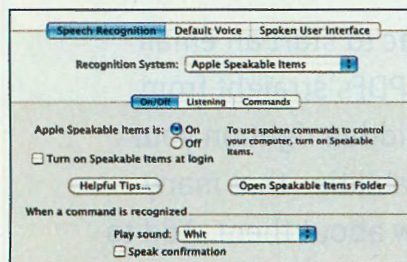 Speech Recognition Default Voice Spoken User Interface
Recognition System: Apple Speakable Items
On/Off Listening Commands
Apple Speakable Items is: On To use spoken commands to control
Off your computer, turn on Speakable
Items.
Turn on Speakable Items at login
Helpful Tips... Open Speakable Items Folder
When a command is recognized
Play sound: Whit
Speak confirmation